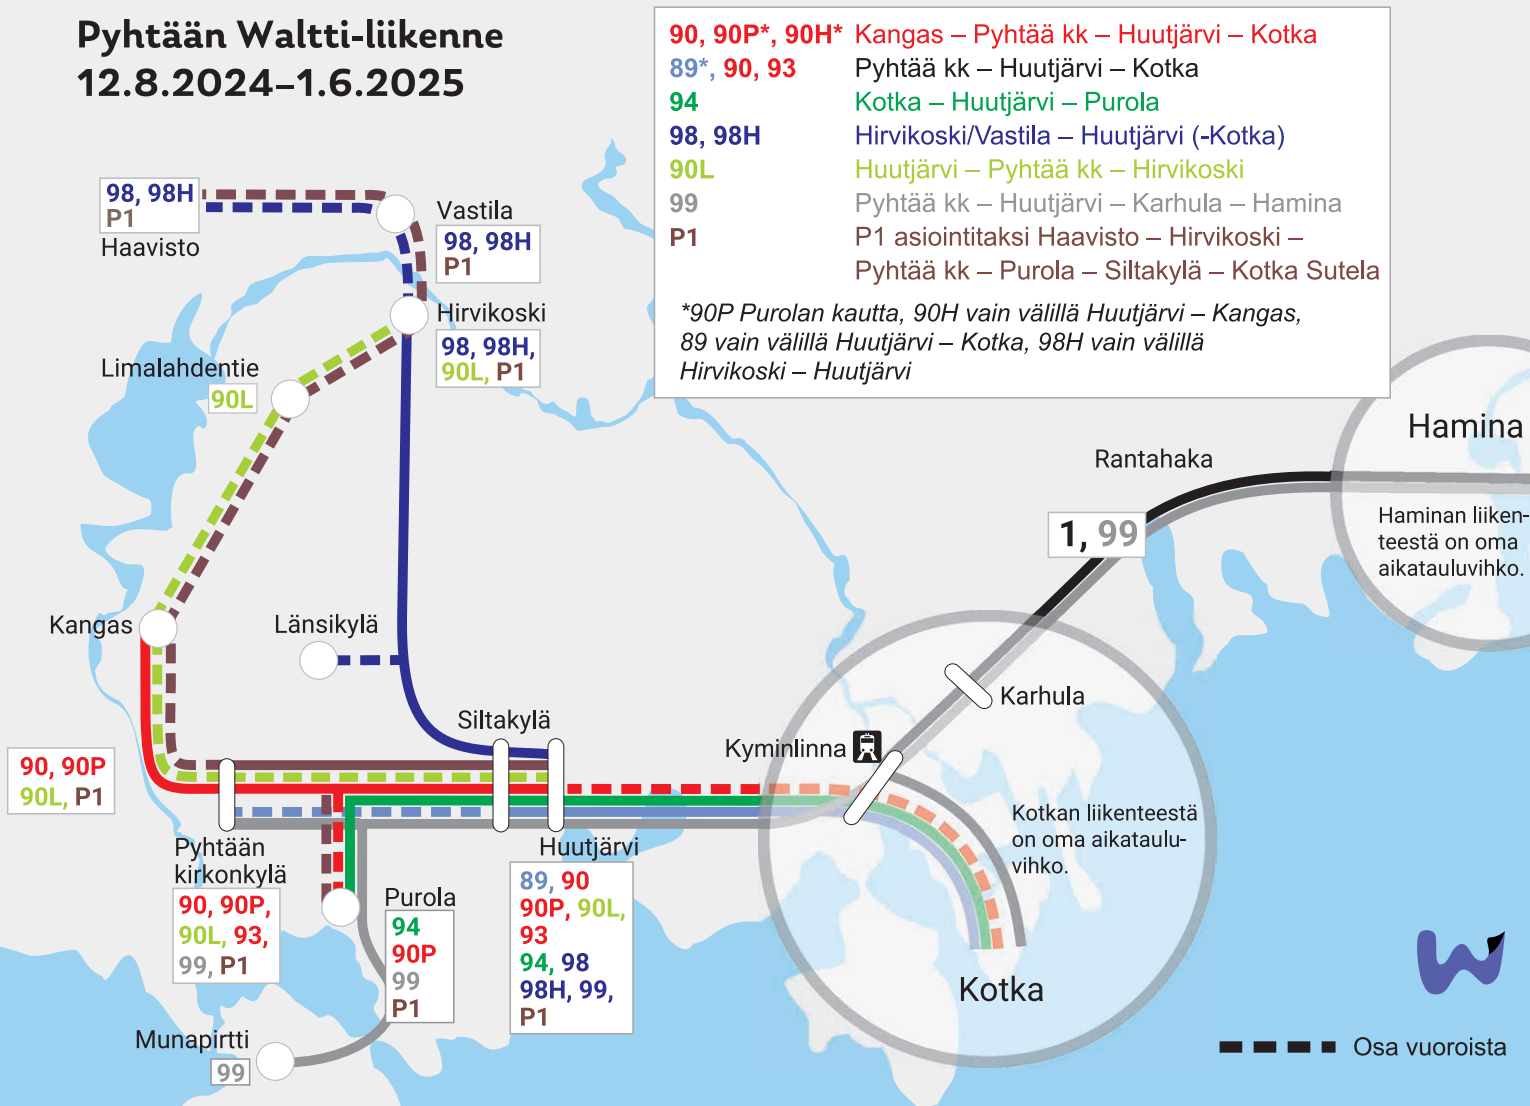 Pyhtään Waltti-liikenne
12.8.2024–1.6.2025
90, 90P*, 90H* Kangas – Pyhtää kk – Huutjärvi – Kotka
89*, 90, 93 Pyhtää kk – Huutjärvi – Kotka
94 Kotka – Huutjärvi – Purola
98, 98H Hirvikoski/Vastila – Huutjärvi (-Kotka)
90L Huutjärvi – Pyhtää kk – Hirvikoski
99 Pyhtää kk – Huutjärvi – Karhula – Hamina
P1 P1 asiointitaksi Haavisto – Hirvikoski –
Pyhtää kk – Purola – Siltakylä – Kotka Sutela
*90P Purolan kautta, 90H vain välillä Huutjärvi – Kangas,
89 vain välillä Huutjärvi – Kotka, 98H vain välillä
Hirvikoski – Huutjärvi
98, 98H
P1
Haavisto
Vastila
98, 98H
P1
Hirvikoski
98, 98H,
90L, P1
Limalahdentie
90L
Kangas
Länsikylä
Siltakylä
90, 90P
90L, P1
Pyhtään
kirkonkylä
90, 90P,
90L, 93,
99, P1
Purola
94
90P
99
P1
Huutjärvi
89, 90
90P, 90L,
93
94, 98
98H, 99,
P1
Munapirtti
99
Kyminlinna
Karhula
Kotkan liikenteestä
on oma aikataulu-
vihko.
Kotka
1, 99
Rantahaka
Hamina
Haminan liiken-
teestä on oma
aikatauluvihko.
Osa vuoroista